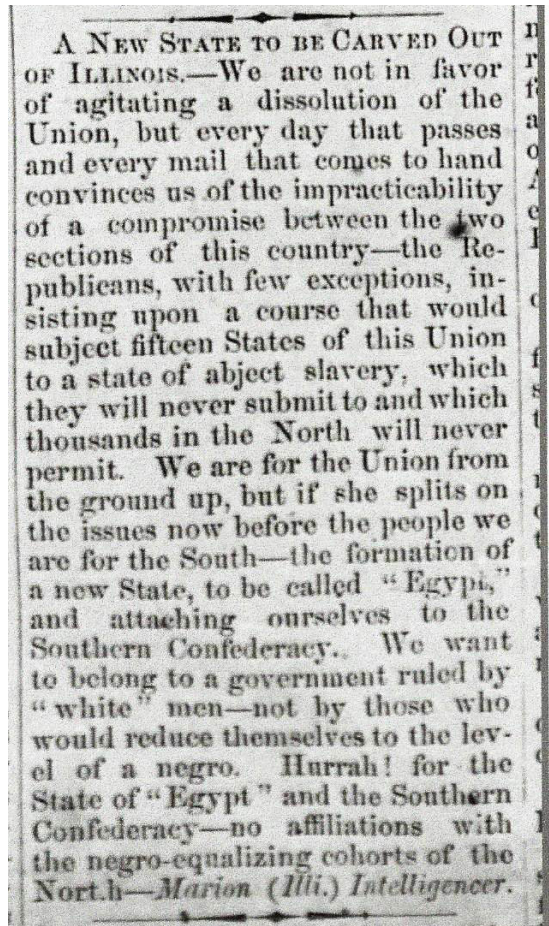 A NEW STATE TO BE CARVED OUT
OF ILLINOIS.—We are not in favor
of agitating a dissolution of the
Union, but every day that passes
and every mail that comes to hand
convinces us of the impracticability
of a compromise between the two
sections of this country—the Re-
publicans, with few exceptions, in-
sisting upon a course that would
subject fifteen States of this Union
to a state of abject slavery, which
they will never submit to and which
thousands in the North will never
permit. We are for the Union from
the ground up, but if she splits on
the issues now before the people we
are for the South—the formation of
a new State, to be called "Egypt,"
and attaching ourselves to the
Southern Confederacy. We want
to belong to a government ruled by
"white" men—not by those who
would reduce themselves to the lev-
el of a negro. Hurrah! for the
State of "Egypt" and the Southern
Confederacy—no affiliations with
the negro-equalizing cohorts of the
North—Marion (Illi.) Intelligencer.